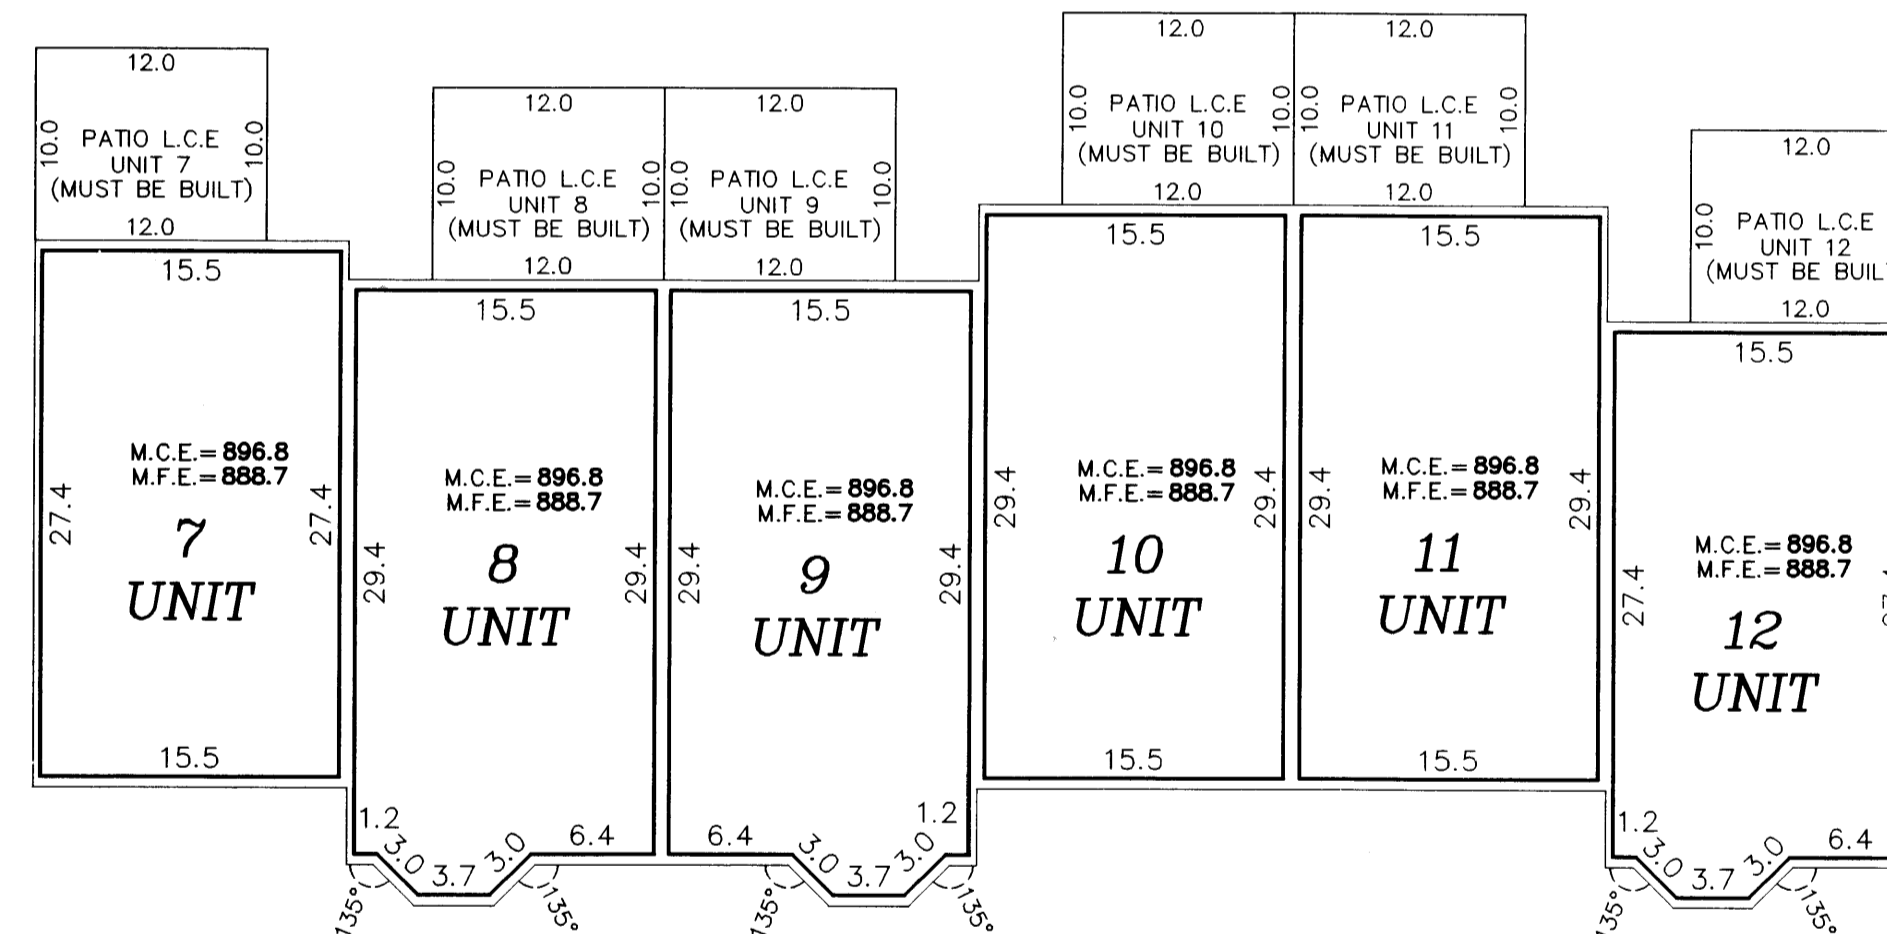 12.0
10.0
PATIO L.C.E
UNIT 7
(MUST BE BUILT)
10.0
12.0
15.5
27.4
M.C.E.= 896.8
M.F.E.= 888.7
27.4
7
UNIT
15.5
12.0
10.0
PATIO L.C.E
UNIT 8
(MUST BE BUILT)
10.0
12.0
15.5
29.4
M.C.E.= 896.8
M.F.E.= 888.7
29.4
8
UNIT
1.2
3.0
3.7
3.0
6.4
135°
135°
12.0
10.0
PATIO L.C.E
UNIT 9
(MUST BE BUILT)
10.0
12.0
15.5
29.4
M.C.E.= 896.8
M.F.E.= 888.7
29.4
9
UNIT
6.4
3.0
3.7
3.0
1.2
135°
135°
12.0
10.0
PATIO L.C.E
UNIT 10
(MUST BE BUILT)
10.0
12.0
15.5
29.4
M.C.E.= 896.8
M.F.E.= 888.7
29.4
10
UNIT
15.5
12.0
10.0
PATIO L.C.E
UNIT 11
(MUST BE BUILT)
10.0
12.0
15.5
29.4
M.C.E.= 896.8
M.F.E.= 888.7
29.4
11
UNIT
15.5
12.0
10.0
PATIO L.C.E
UNIT 12
(MUST BE
12.0
15.5
27.4
M.C.E.= 896.8
M.F.E.= 888.7
12
UNIT
1.2
3.0
3.7
3.0
6.4
135°
135°